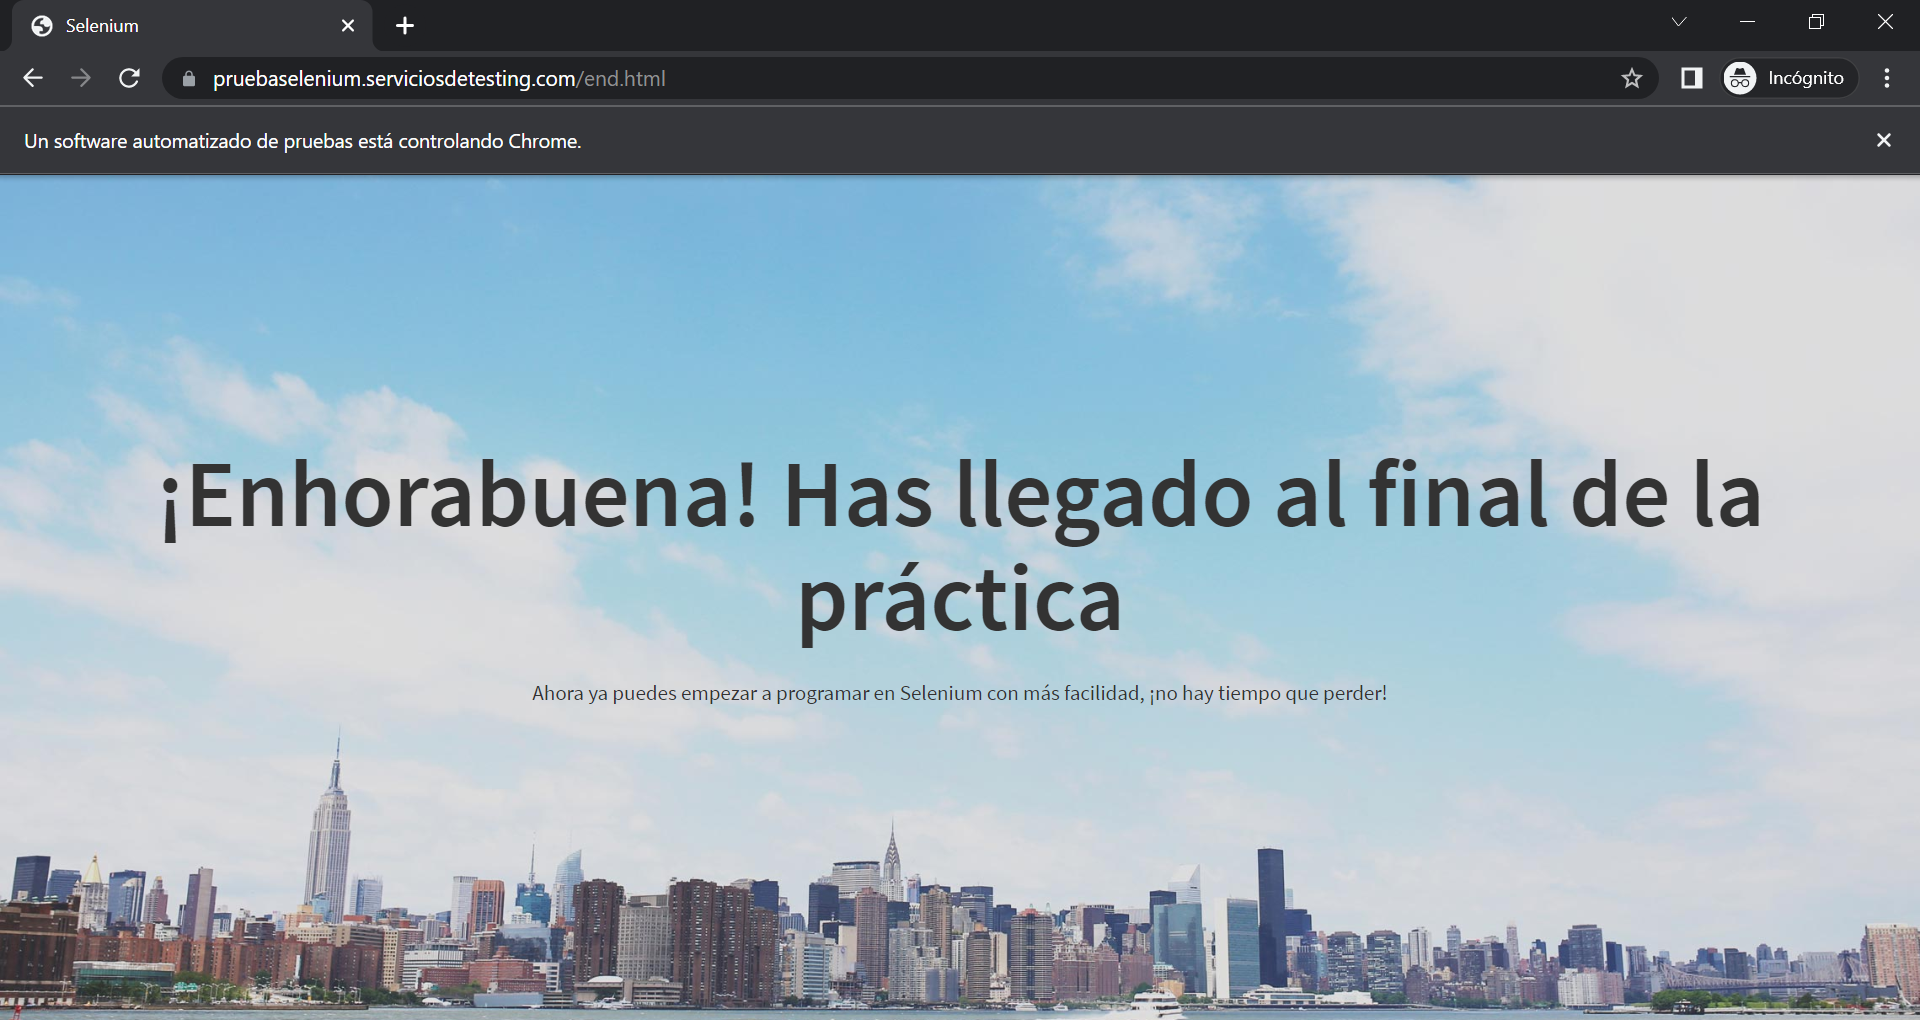 Selenium
pruebaselenium.serviciosdetesting.com/end.html
Incógnito
Un software automatizado de pruebas está controlando Chrome.
¡Enhorabuena! Has llegado al final de la
práctica
Ahora ya puedes empezar a programar en Selenium con más facilidad, ¡no hay tiempo que perder!